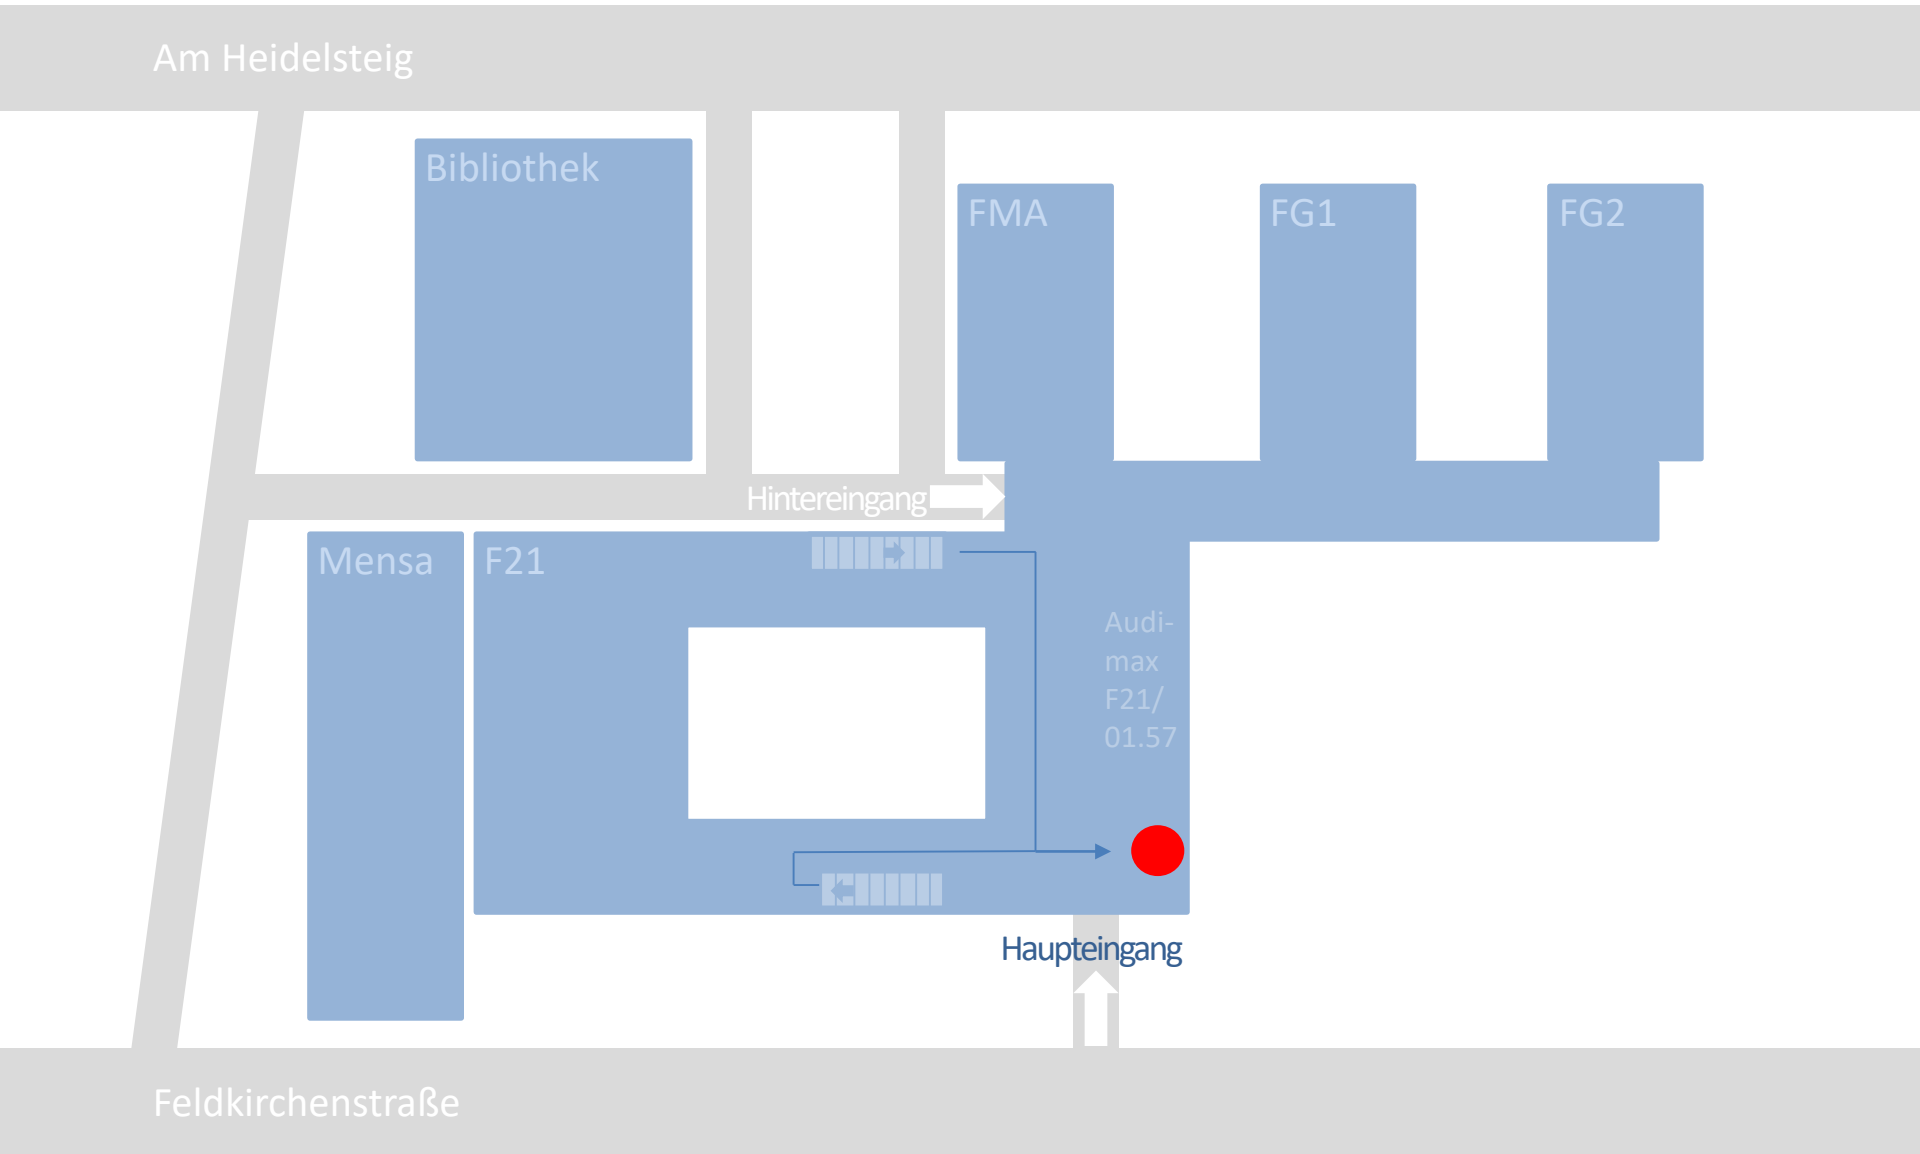 Am Heidelsteig
Bibliothek
FMA
FG1
FG2
Hintereingang
Mensa
F21
Audi-
max
F21/
01.57
Haupteingang
Feldkirchenstraße